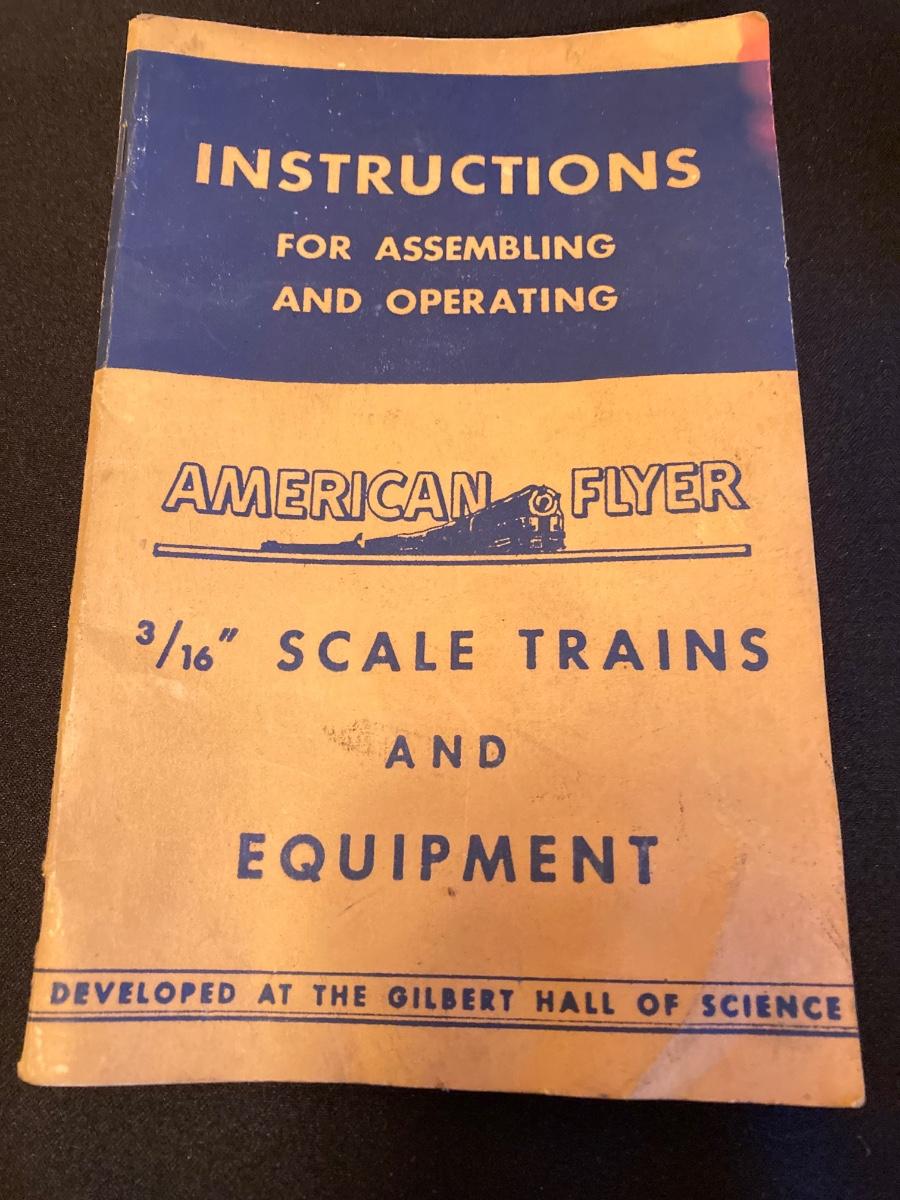 INSTRUCTIONS
FOR ASSEMBLING
AND OPERATING
AMERICAN FLYER
3/16" SCALE TRAINS
AND
EQUIPMENT
DEVELOPED AT THE GILBERT HALL OF SCIENCE